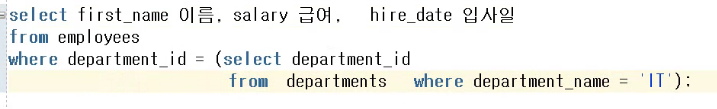 select first_name 이름, salary 급여,   hire_date 입사일
from employees
where department_id = (select department_id
                       from  departments   where department_name = 'IT');